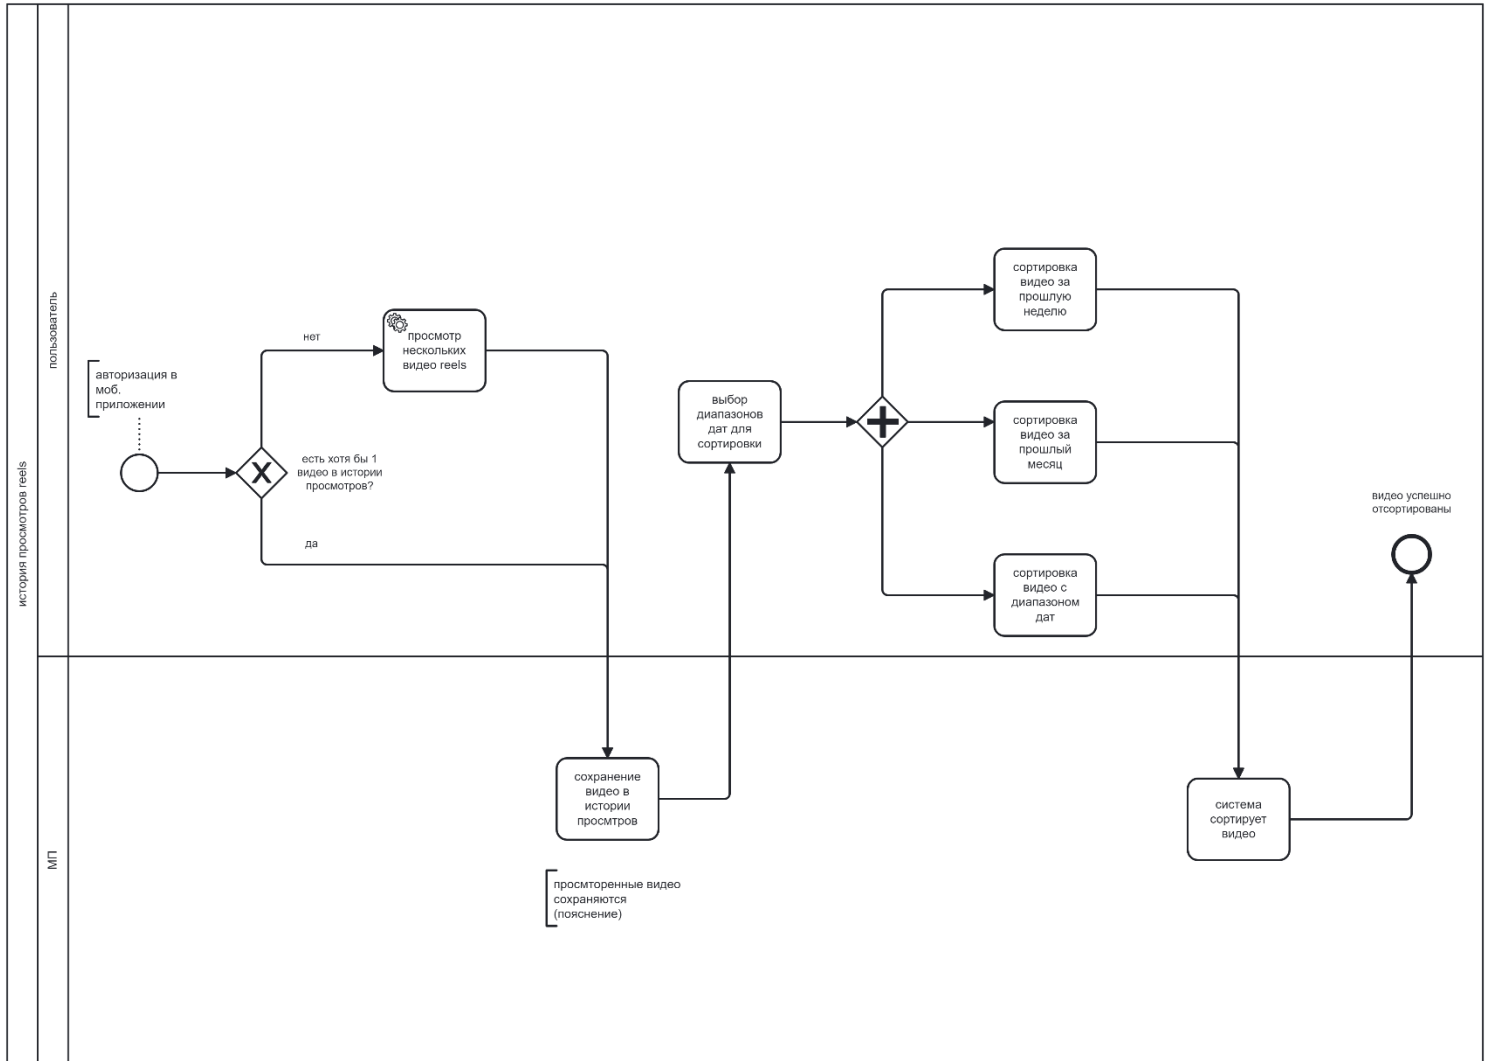 история просмотров reels
пользователь
авторизация в
моб.
приложении
есть хотя бы 1
видео в истории
просмотров?
нет
да
просмотр
нескольких
видео reels
выбор
диапазонов
дат для
сортировки
сортировка
видео за
прошлую
неделю
сортировка
видео за
прошлый
месяц
сортировка
видео с
диапазоном
дат
видео успешно
отсортированы
МП
сохранение
видео в
истории
просмтров
просмторенные видео
сохраняются
(пояснение)
система
сортирует
видео